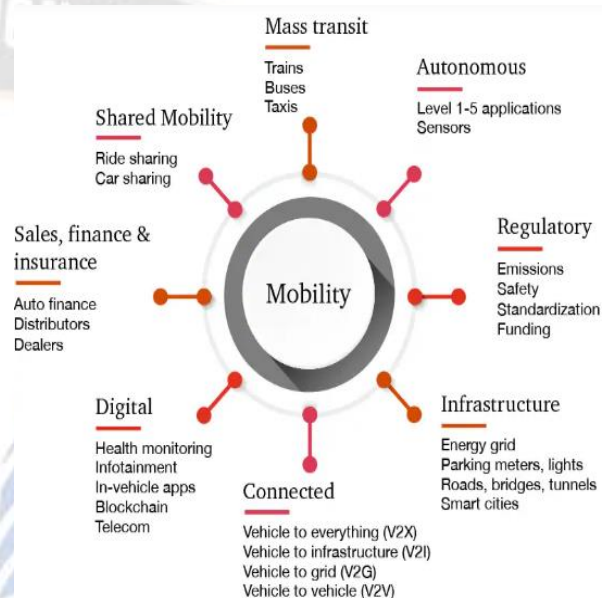 Mass transit
Trains
Buses
Taxis
Autonomous
Level 1-5 applications
Sensors
Shared Mobility
Ride sharing
Car sharing
Regulatory
Emissions
Safety
Standardization
Funding
Sales, finance &
insurance
Auto finance
Distributors
Dealers
Mobility
Infrastructure
Energy grid
Parking meters, lights
Roads, bridges, tunnels
Smart cities
Digital
Health monitoring
Infotainment
In-vehicle apps
Blockchain
Telecom
Connected
Vehicle to everything (V2X)
Vehicle to infrastructure (V2I)
Vehicle to grid (V2G)
Vehicle to vehicle (V2V)